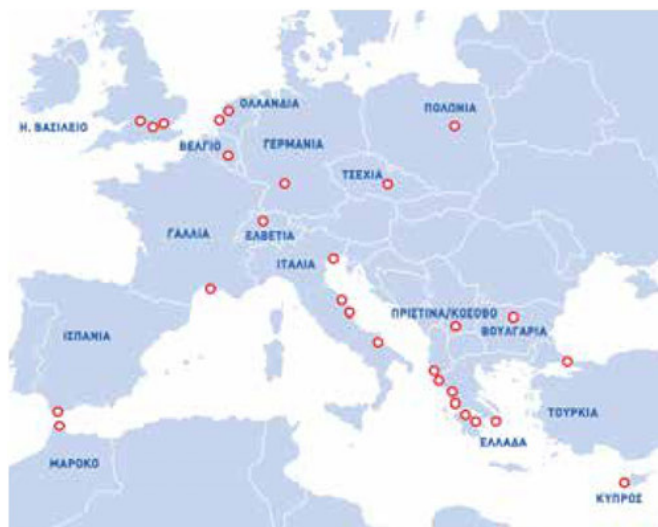 ΟΛΛΑΝΔΙΑ
ΠΟΛΩΝΙΑ
Η. ΒΑΣΙΛΕΙΟ
ΒΕΛΓΙΟ
ΓΕΡΜΑΝΙΑ
ΤΣΕΧΙΑ
ΓΑΛΛΙΑ
ΕΛΒΕΤΙΑ
ΙΤΑΛΙΑ
ΠΡΙΣΤΙΝΑ/ΚΟΣΟΒΟ
ΙΣΠΑΝΙΑ
ΒΟΥΛΓΑΡΙΑ
ΤΟΥΡΚΙΑ
ΕΛΛΑΔΑ
ΜΑΡΟΚΟ
ΚΥΠΡΟΣ